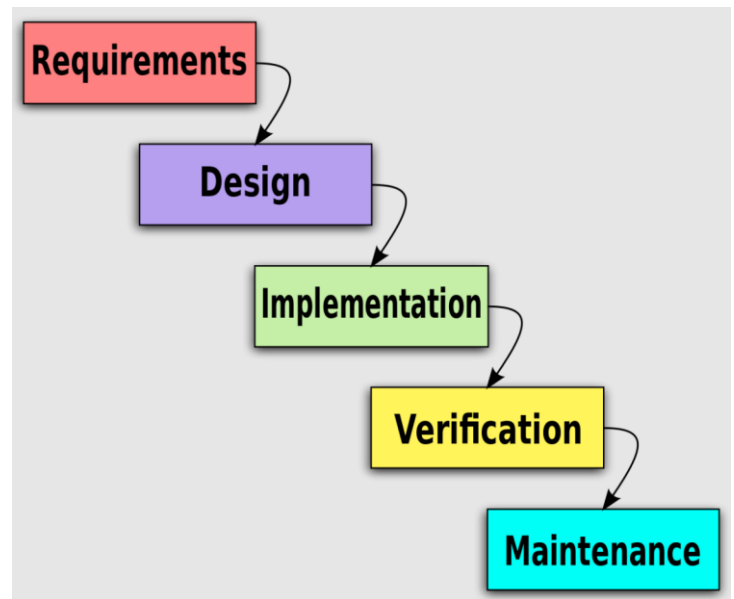 Requirements
Design
Implementation
Verification
Maintenance